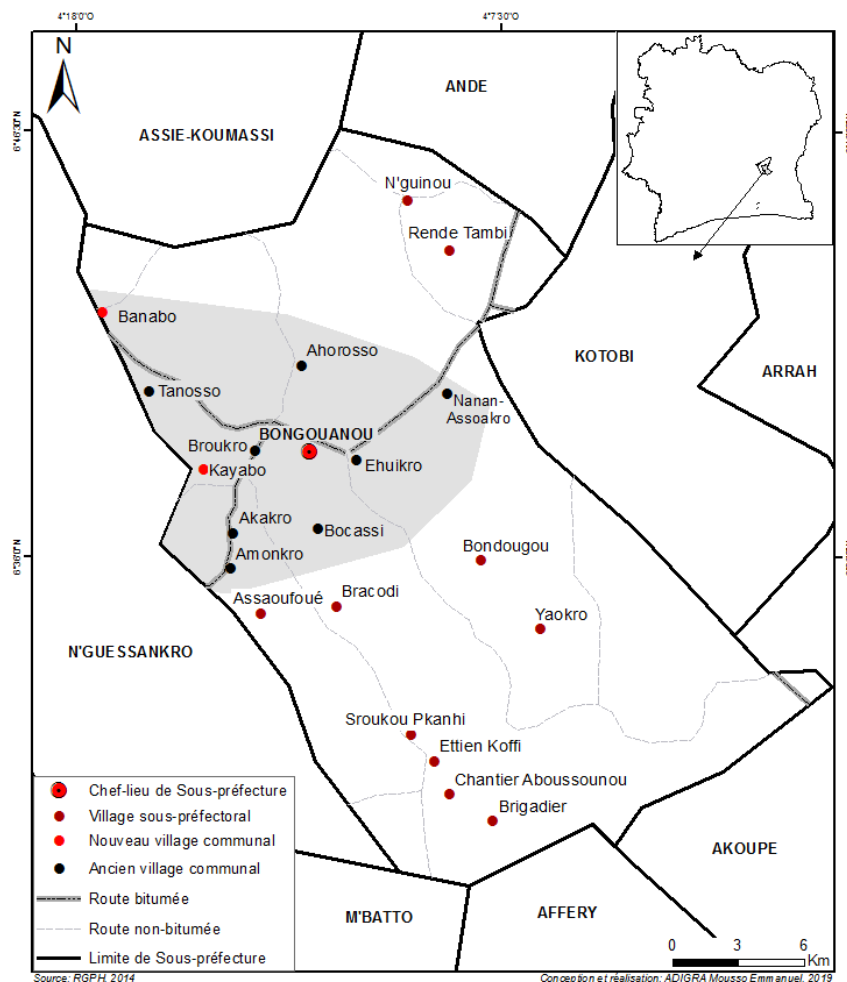 4°18'0"O
4°7'30"O
N
ANDE
ASSIE-KOUMASSI
6°46'30"N
N'guinou
Rende Tambi
Banabo
KOTOBI
Ahorosso
ARRAH
Tanosso
Nanan-
Assoakro
BONGOUANOU
Broukro
Ehuikro
Kayabo
Akakro
Bocassi
6°36'0"N
Amonkro
Bondougou
Assaoufoué
Bracodi
Yaokro
N'GUESSANKRO
Sroukou Pkanhi
Ettien Koffi
Chantier Aboussounou
Brigadier
Chef-lieu de Sous-préfecture
Village sous-préfectoral
Nouveau village communal
Ancien village communal
Route bitumée
Route non-bitumée
Limite de Sous-préfecture
AKOUPE
M'BATTO
AFFERY
0 3 6
Km
Source: RGPH, 2014
Conception et réalisation: ADIGRA Mousso Emmanuel, 2019